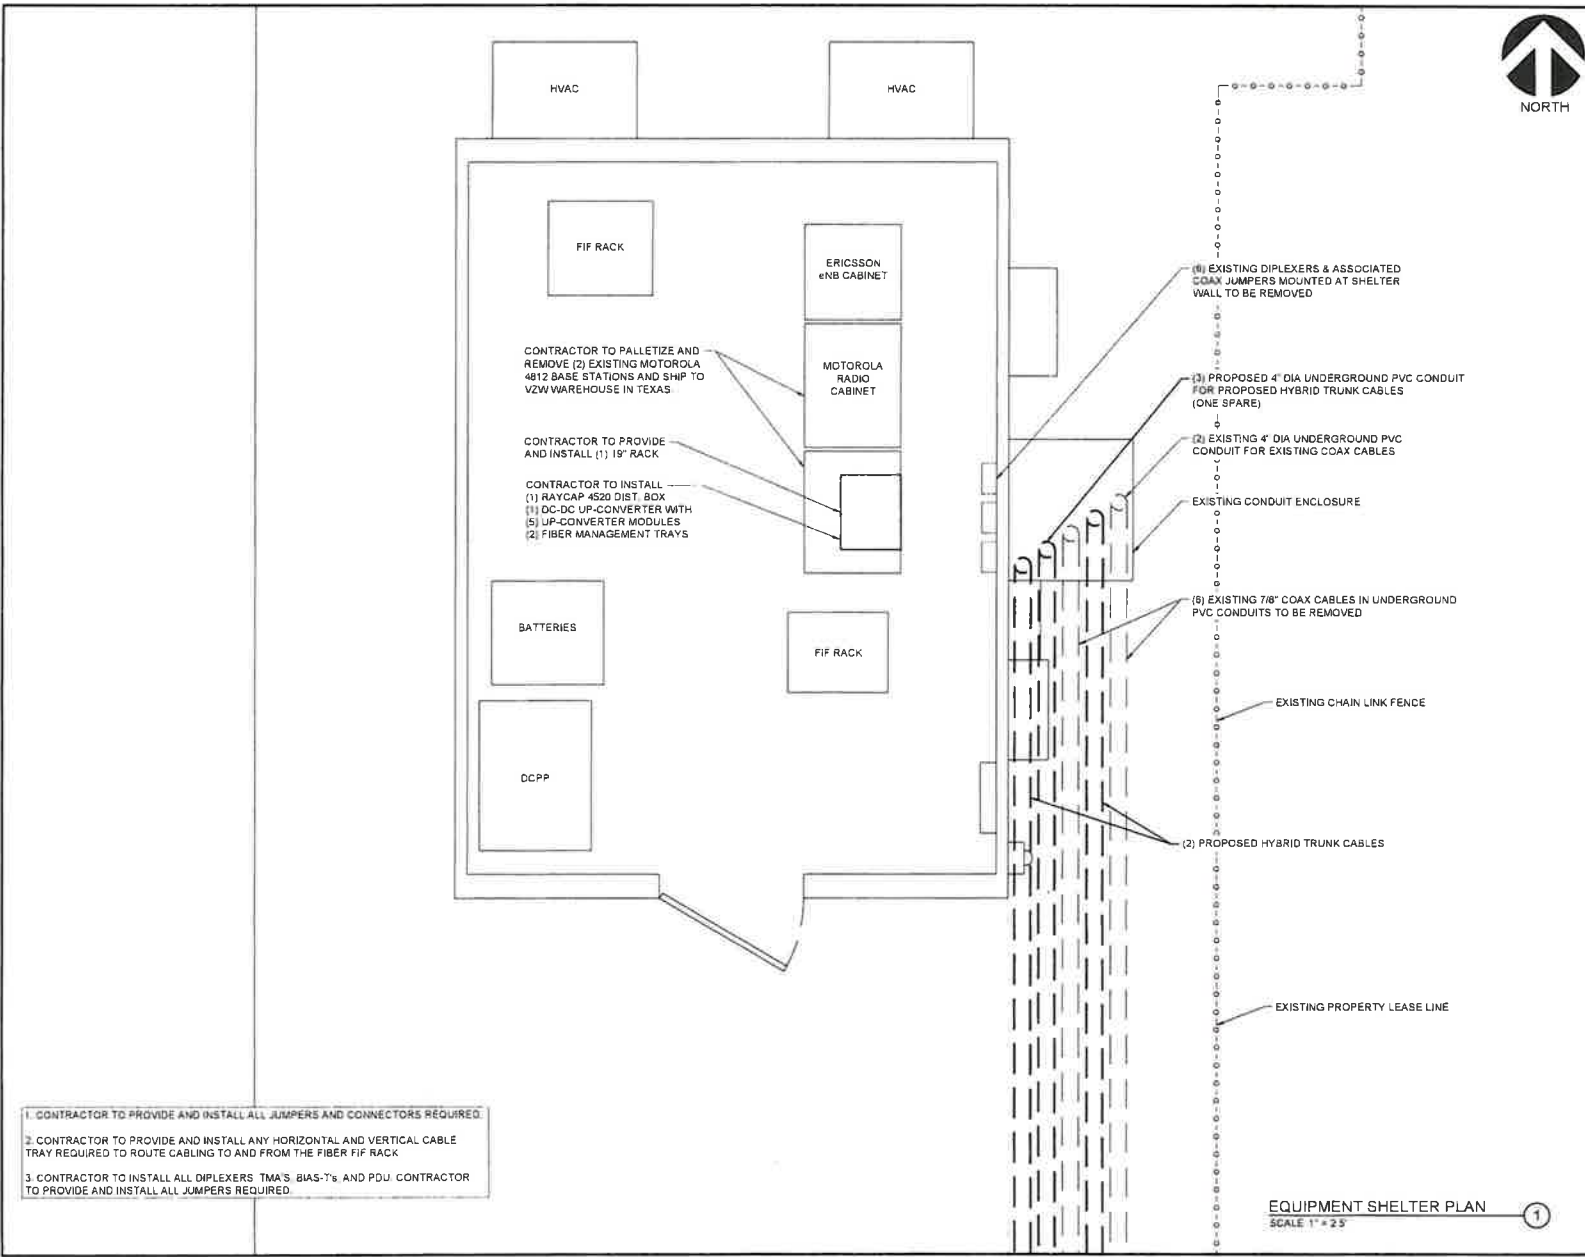 HVAC
HVAC
NORTH
FIF RACK
ERICSSON
eNB CABINET
(6) EXISTING DIPLEXERS & ASSOCIATED
COAX JUMPERS MOUNTED AT SHELTER
WALL TO BE REMOVED
CONTRACTOR TO PALLETIZE AND
REMOVE (2) EXISTING MOTOROLA
4812 BASE STATIONS AND SHIP TO
VZW WAREHOUSE IN TEXAS
MOTOROLA
RADIO
CABINET
(3) PROPOSED 4" DIA UNDERGROUND PVC CONDUIT
FOR PROPOSED HYBRID TRUNK CABLES
(ONE SPARE)
CONTRACTOR TO PROVIDE
AND INSTALL (1) 19" RACK
(2) EXISTING 4" DIA UNDERGROUND PVC
CONDUIT FOR EXISTING COAX CABLES
CONTRACTOR TO INSTALL
(1) RAYCAP 4520 DIST. BOX
(1) DC-DC UP-CONVERTER WITH
(5) UP-CONVERTER MODULES
(2) FIBER MANAGEMENT TRAYS
EXISTING CONDUIT ENCLOSURE
(6) EXISTING 7/8" COAX CABLES IN UNDERGROUND
PVC CONDUITS TO BE REMOVED
BATTERIES
FIF RACK
EXISTING CHAIN LINK FENCE
DCPP
(2) PROPOSED HYBRID TRUNK CABLES
EXISTING PROPERTY LEASE LINE
1. CONTRACTOR TO PROVIDE AND INSTALL ALL JUMPERS AND CONNECTORS REQUIRED.
2. CONTRACTOR TO PROVIDE AND INSTALL ANY HORIZONTAL AND VERTICAL CABLE
TRAY REQUIRED TO ROUTE CABLING TO AND FROM THE FIBER FIF RACK
3. CONTRACTOR TO INSTALL ALL DIPLEXERS TMA'S, BIAS-T's, AND PDU. CONTRACTOR
TO PROVIDE AND INSTALL ALL JUMPERS REQUIRED.
EQUIPMENT SHELTER PLAN
1
SCALE 1" = 2.5'